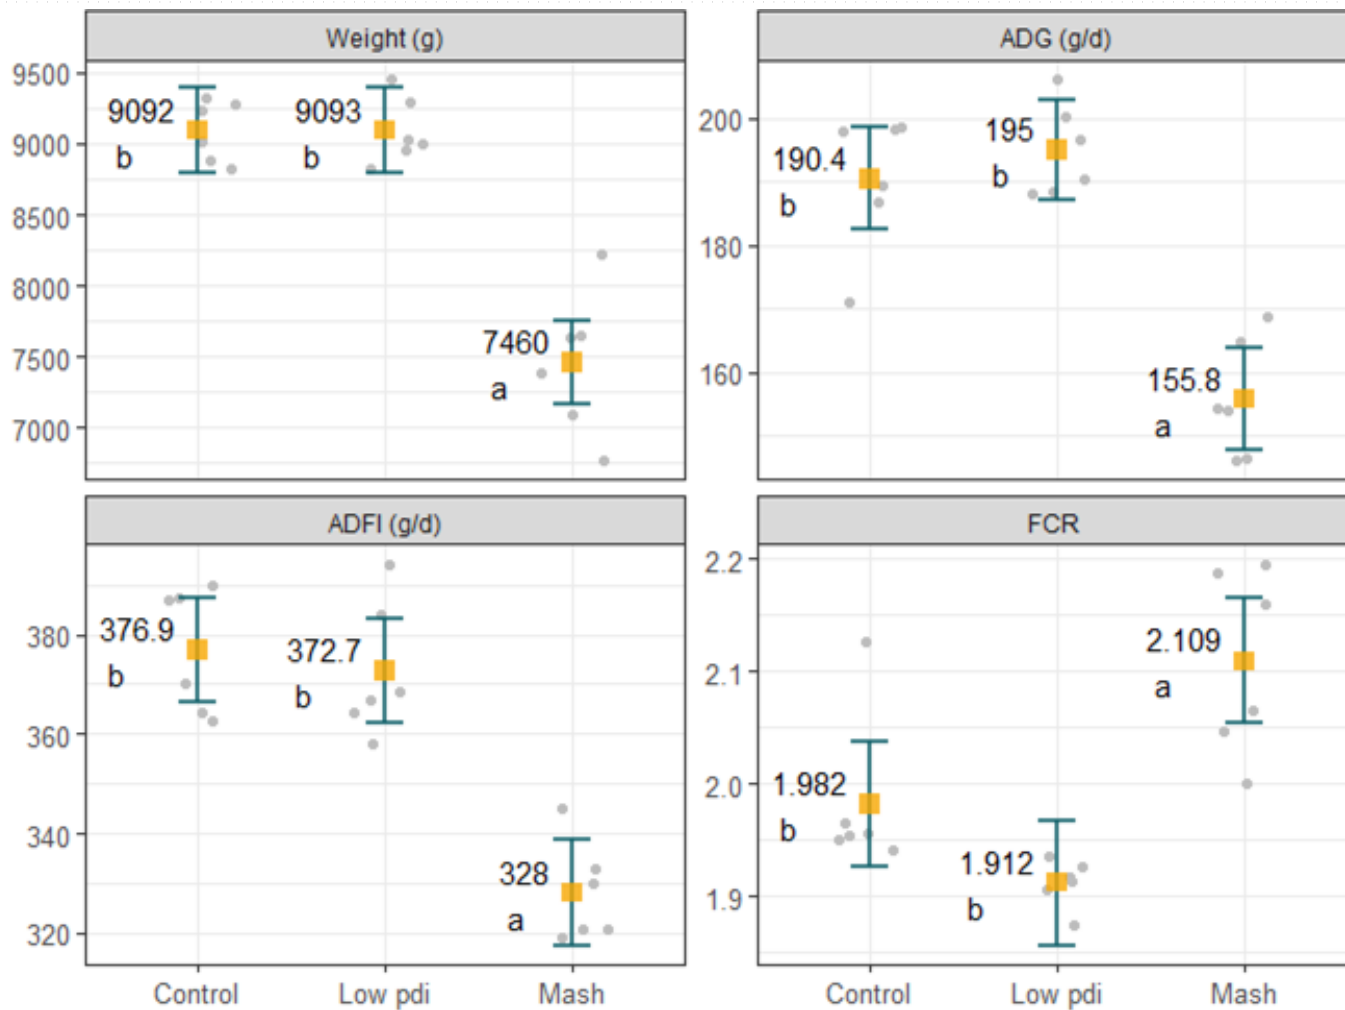 Weight (g)
9500
9000
8500
8000
7500
7000
9092
b
9093
b
7460
a
ADG (g/d)
200
180
160
190.4
b
195
b
155.8
a
ADFI (g/d)
380
360
340
320
376.9
b
372.7
b
328
a
Control
Low pdi
Mash
FCR
2.2
2.1
2.0
1.9
1.982
b
1.912
b
2.109
a
Control
Low pdi
Mash